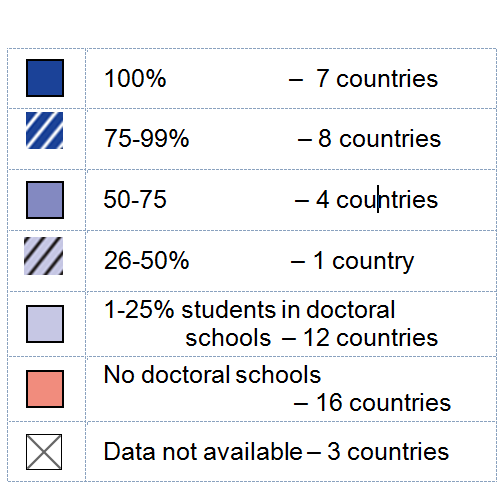 100% – 7 countries
75-99% – 8 countries
50-75 – 4 countries
26-50% – 1 country
1-25% students in doctoral
schools – 12 countries
No doctoral schools
– 16 countries
Data not available – 3 countries